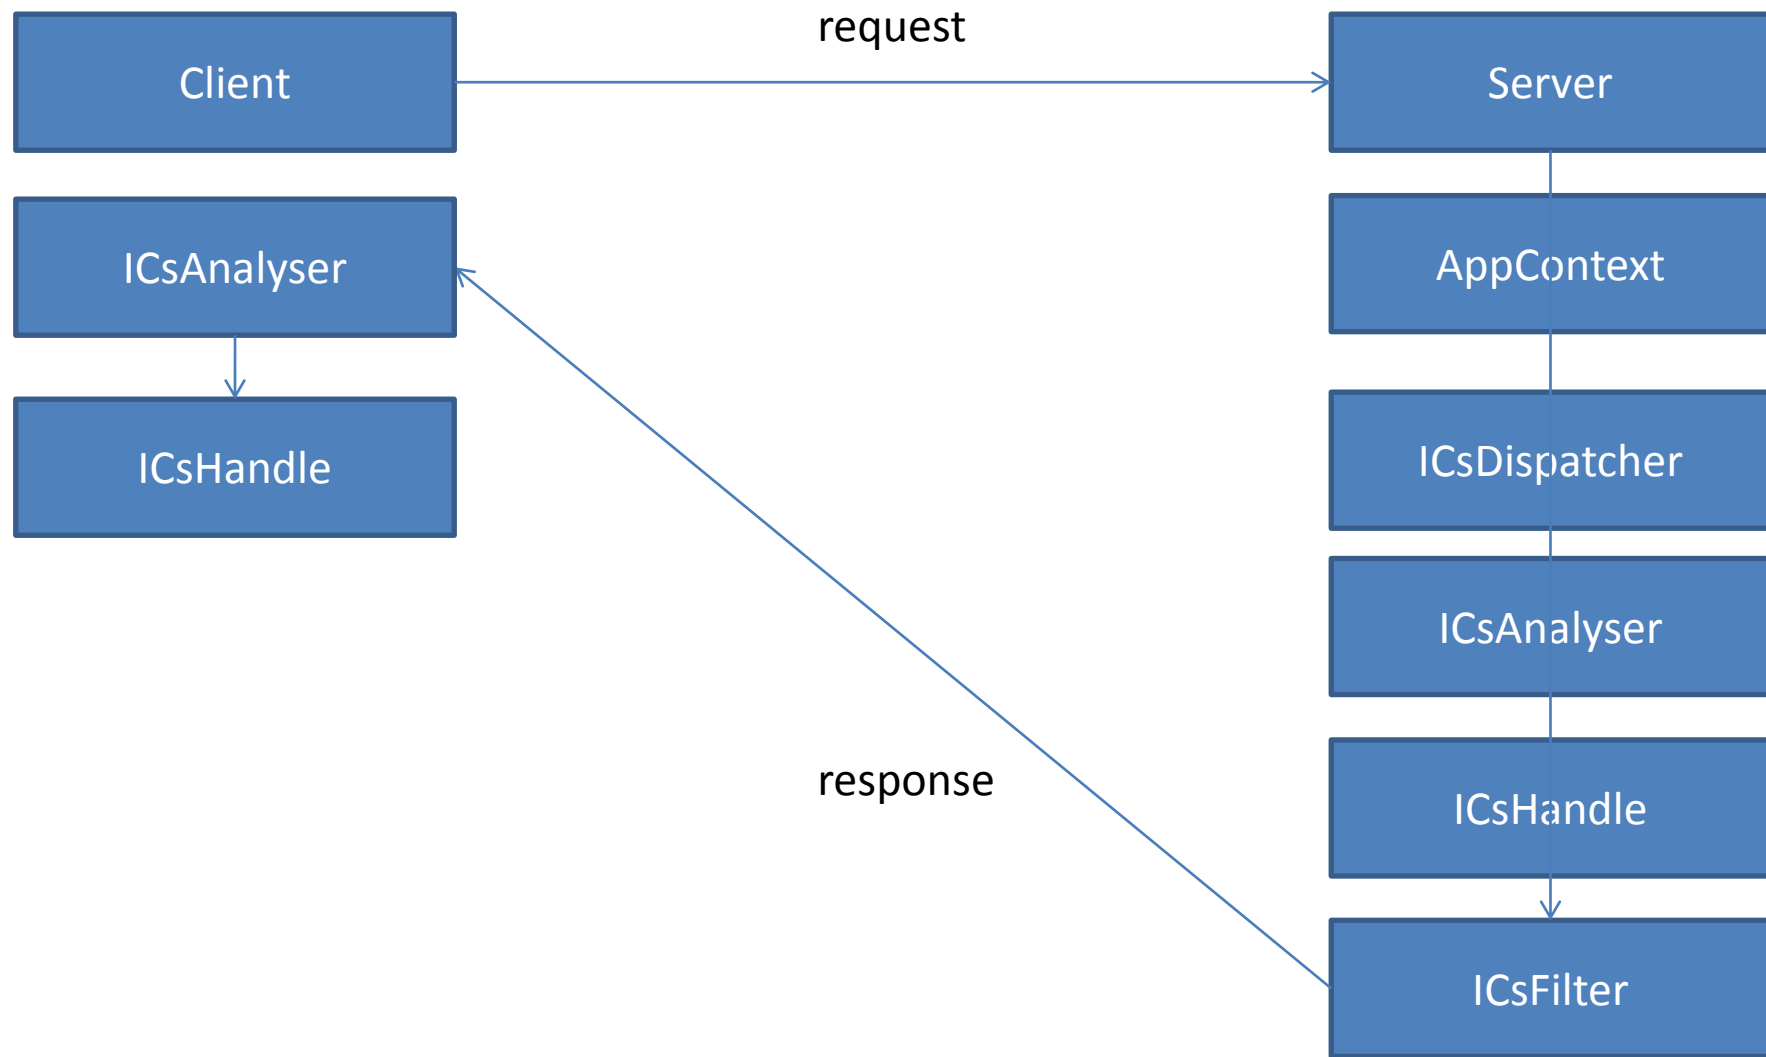 request
Client
Server
ICsAnalyser
AppContext
ICsHandle
ICsDispatcher
ICsAnalyser
response
ICsHandle
ICsFilter